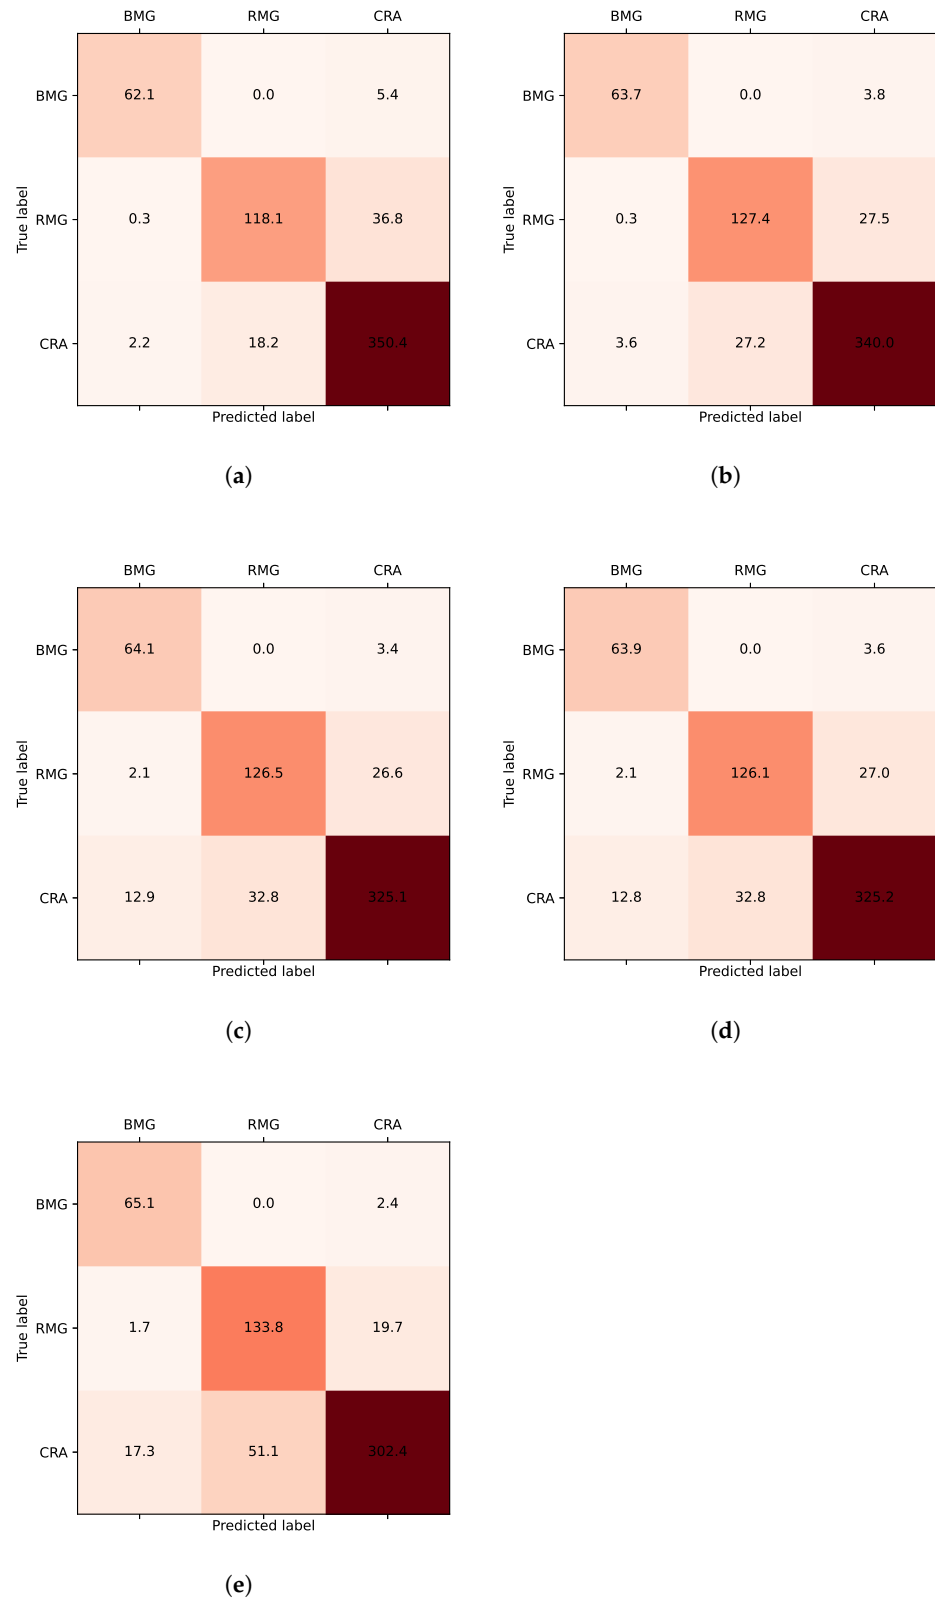 BMG RMG CRA
BMG 62.1 0.0 5.4
RMG 0.3 118.1 36.8
CRA 2.2 18.2 350.4
True label
Predicted label
(a)
BMG RMG CRA
BMG 63.7 0.0 3.8
RMG 0.3 127.4 27.5
CRA 3.6 27.2 340.0
True label
Predicted label
(b)
BMG RMG CRA
BMG 64.1 0.0 3.4
RMG 2.1 126.5 26.6
CRA 12.9 32.8 325.1
True label
Predicted label
(c)
BMG RMG CRA
BMG 63.9 0.0 3.6
RMG 2.1 126.1 27.0
CRA 12.8 32.8 325.2
True label
Predicted label
(d)
BMG RMG CRA
BMG 65.1 0.0 2.4
RMG 1.7 133.8 19.7
CRA 17.3 51.1 302.4
True label
Predicted label
(e)